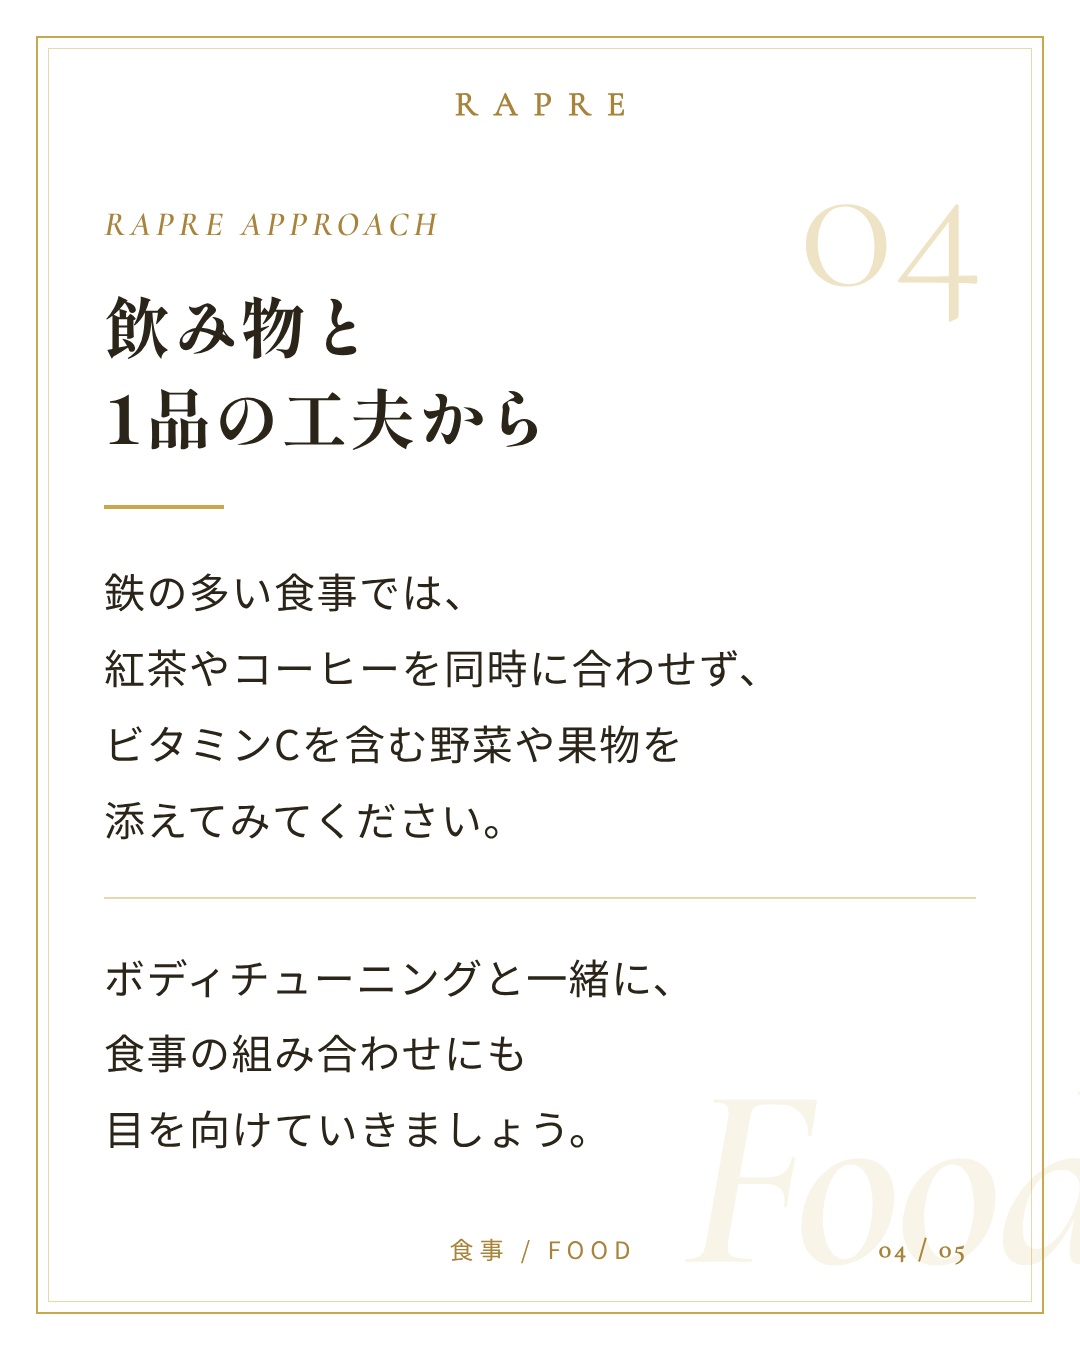 RAPRE
RAPRE APPROACH
04
飲み物と
1品の工夫から
鉄の多い食事では、
紅茶やコーヒーを同時に合わせず、
ビタミンCを含む野菜や果物を
添えてみてください。
ボディチューニングと一緒に、
食事の組み合わせにも
目を向けていきましょう。
Food
食事 / FOOD
04 / 05